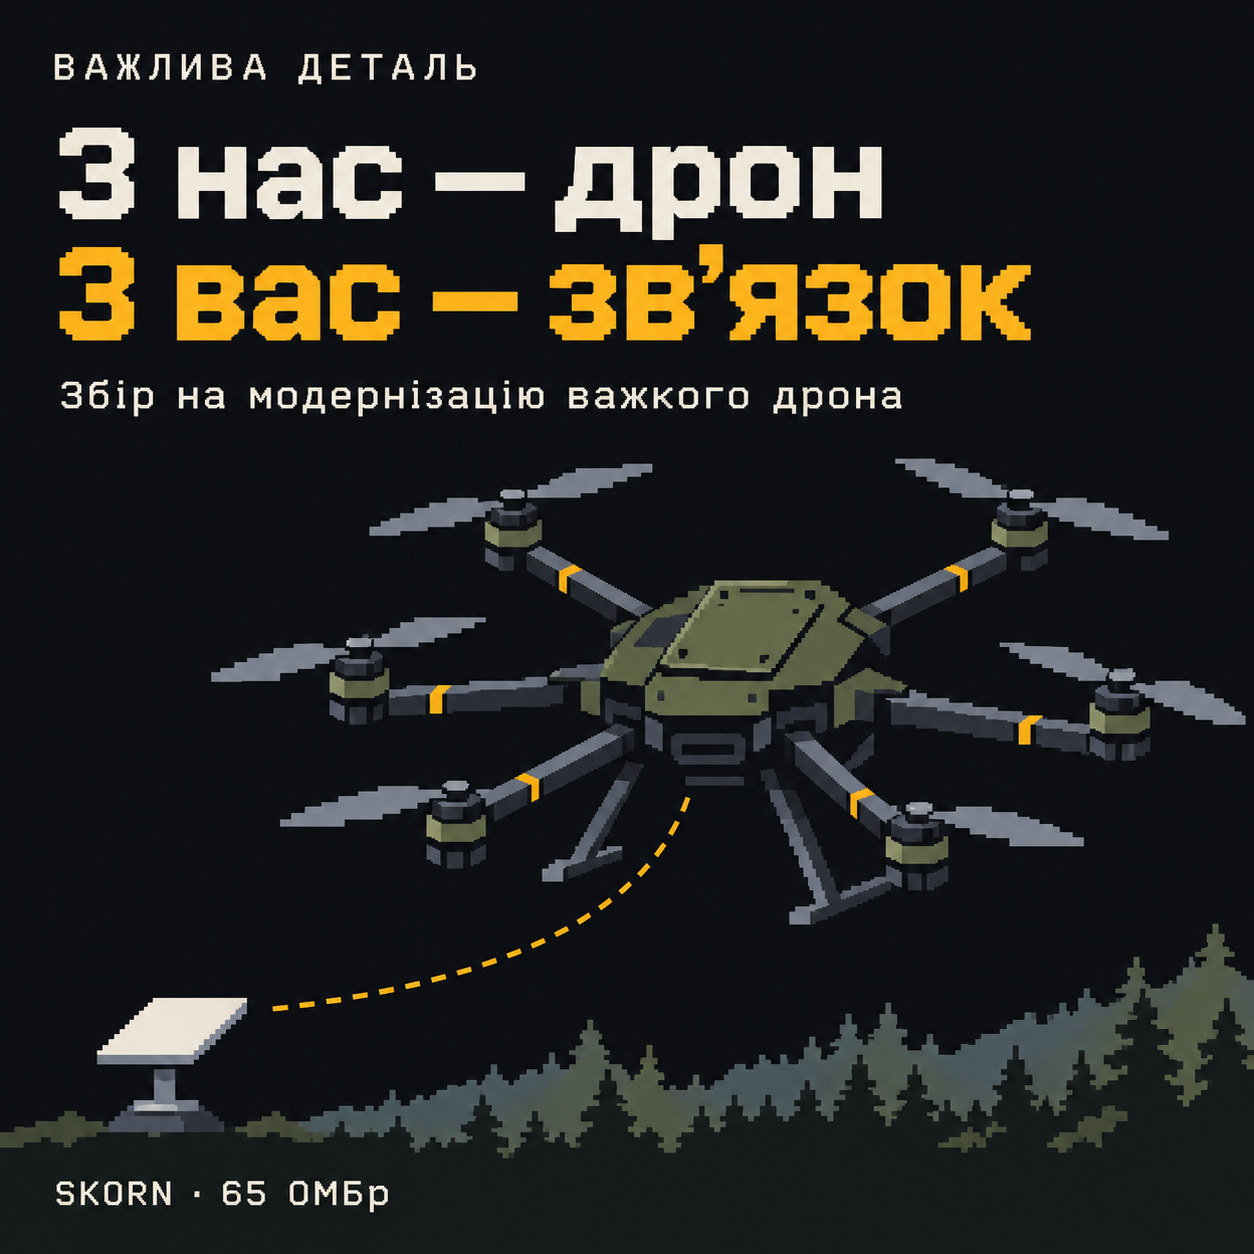 ВАЖЛИВА ДЕТАЛЬ
З нас — дрон
З вас — зв’язок
Збір на модернізацію важкого дрона
SKORN · 65 ОМБр